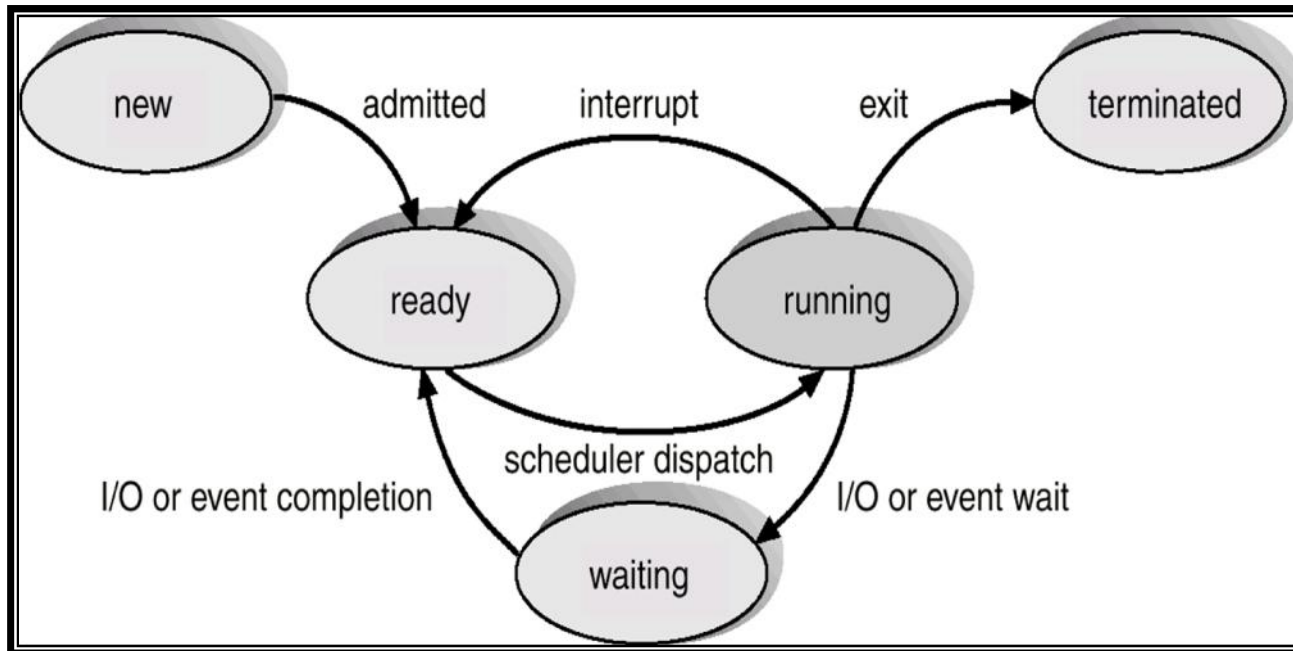 new
admitted
interrupt
exit
terminated
ready
running
scheduler dispatch
I/O or event completion
I/O or event wait
waiting